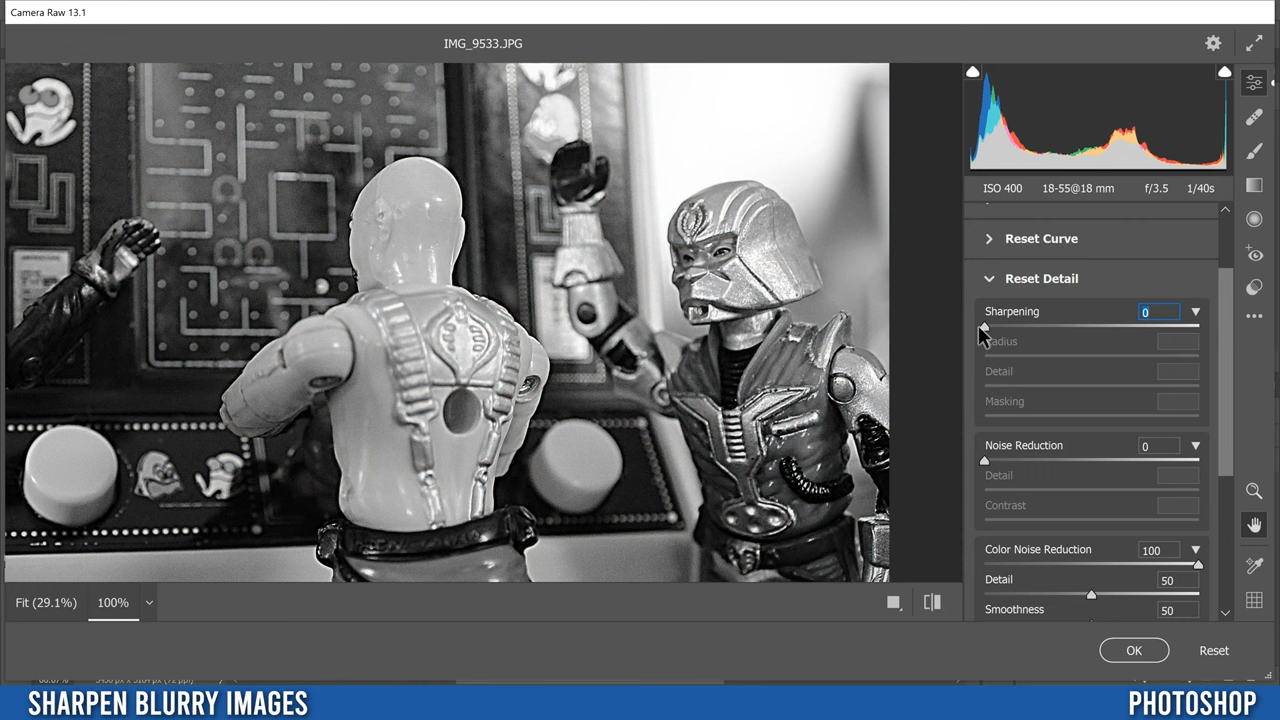 Camera Raw 13.1
IMG_9533.JPG
ISO 400 18-55@18 mm f/3.5 1/40s
Reset Curve
Reset Detail
Sharpening 0
adius
Detail
Masking
Noise Reduction 0
Detail
Contrast
Color Noise Reduction 100
Detail 50
Smoothness 50
Fit (29.1%) 100%
OK Reset
SHARPEN BLURRY IMAGES PHOTOSHOP